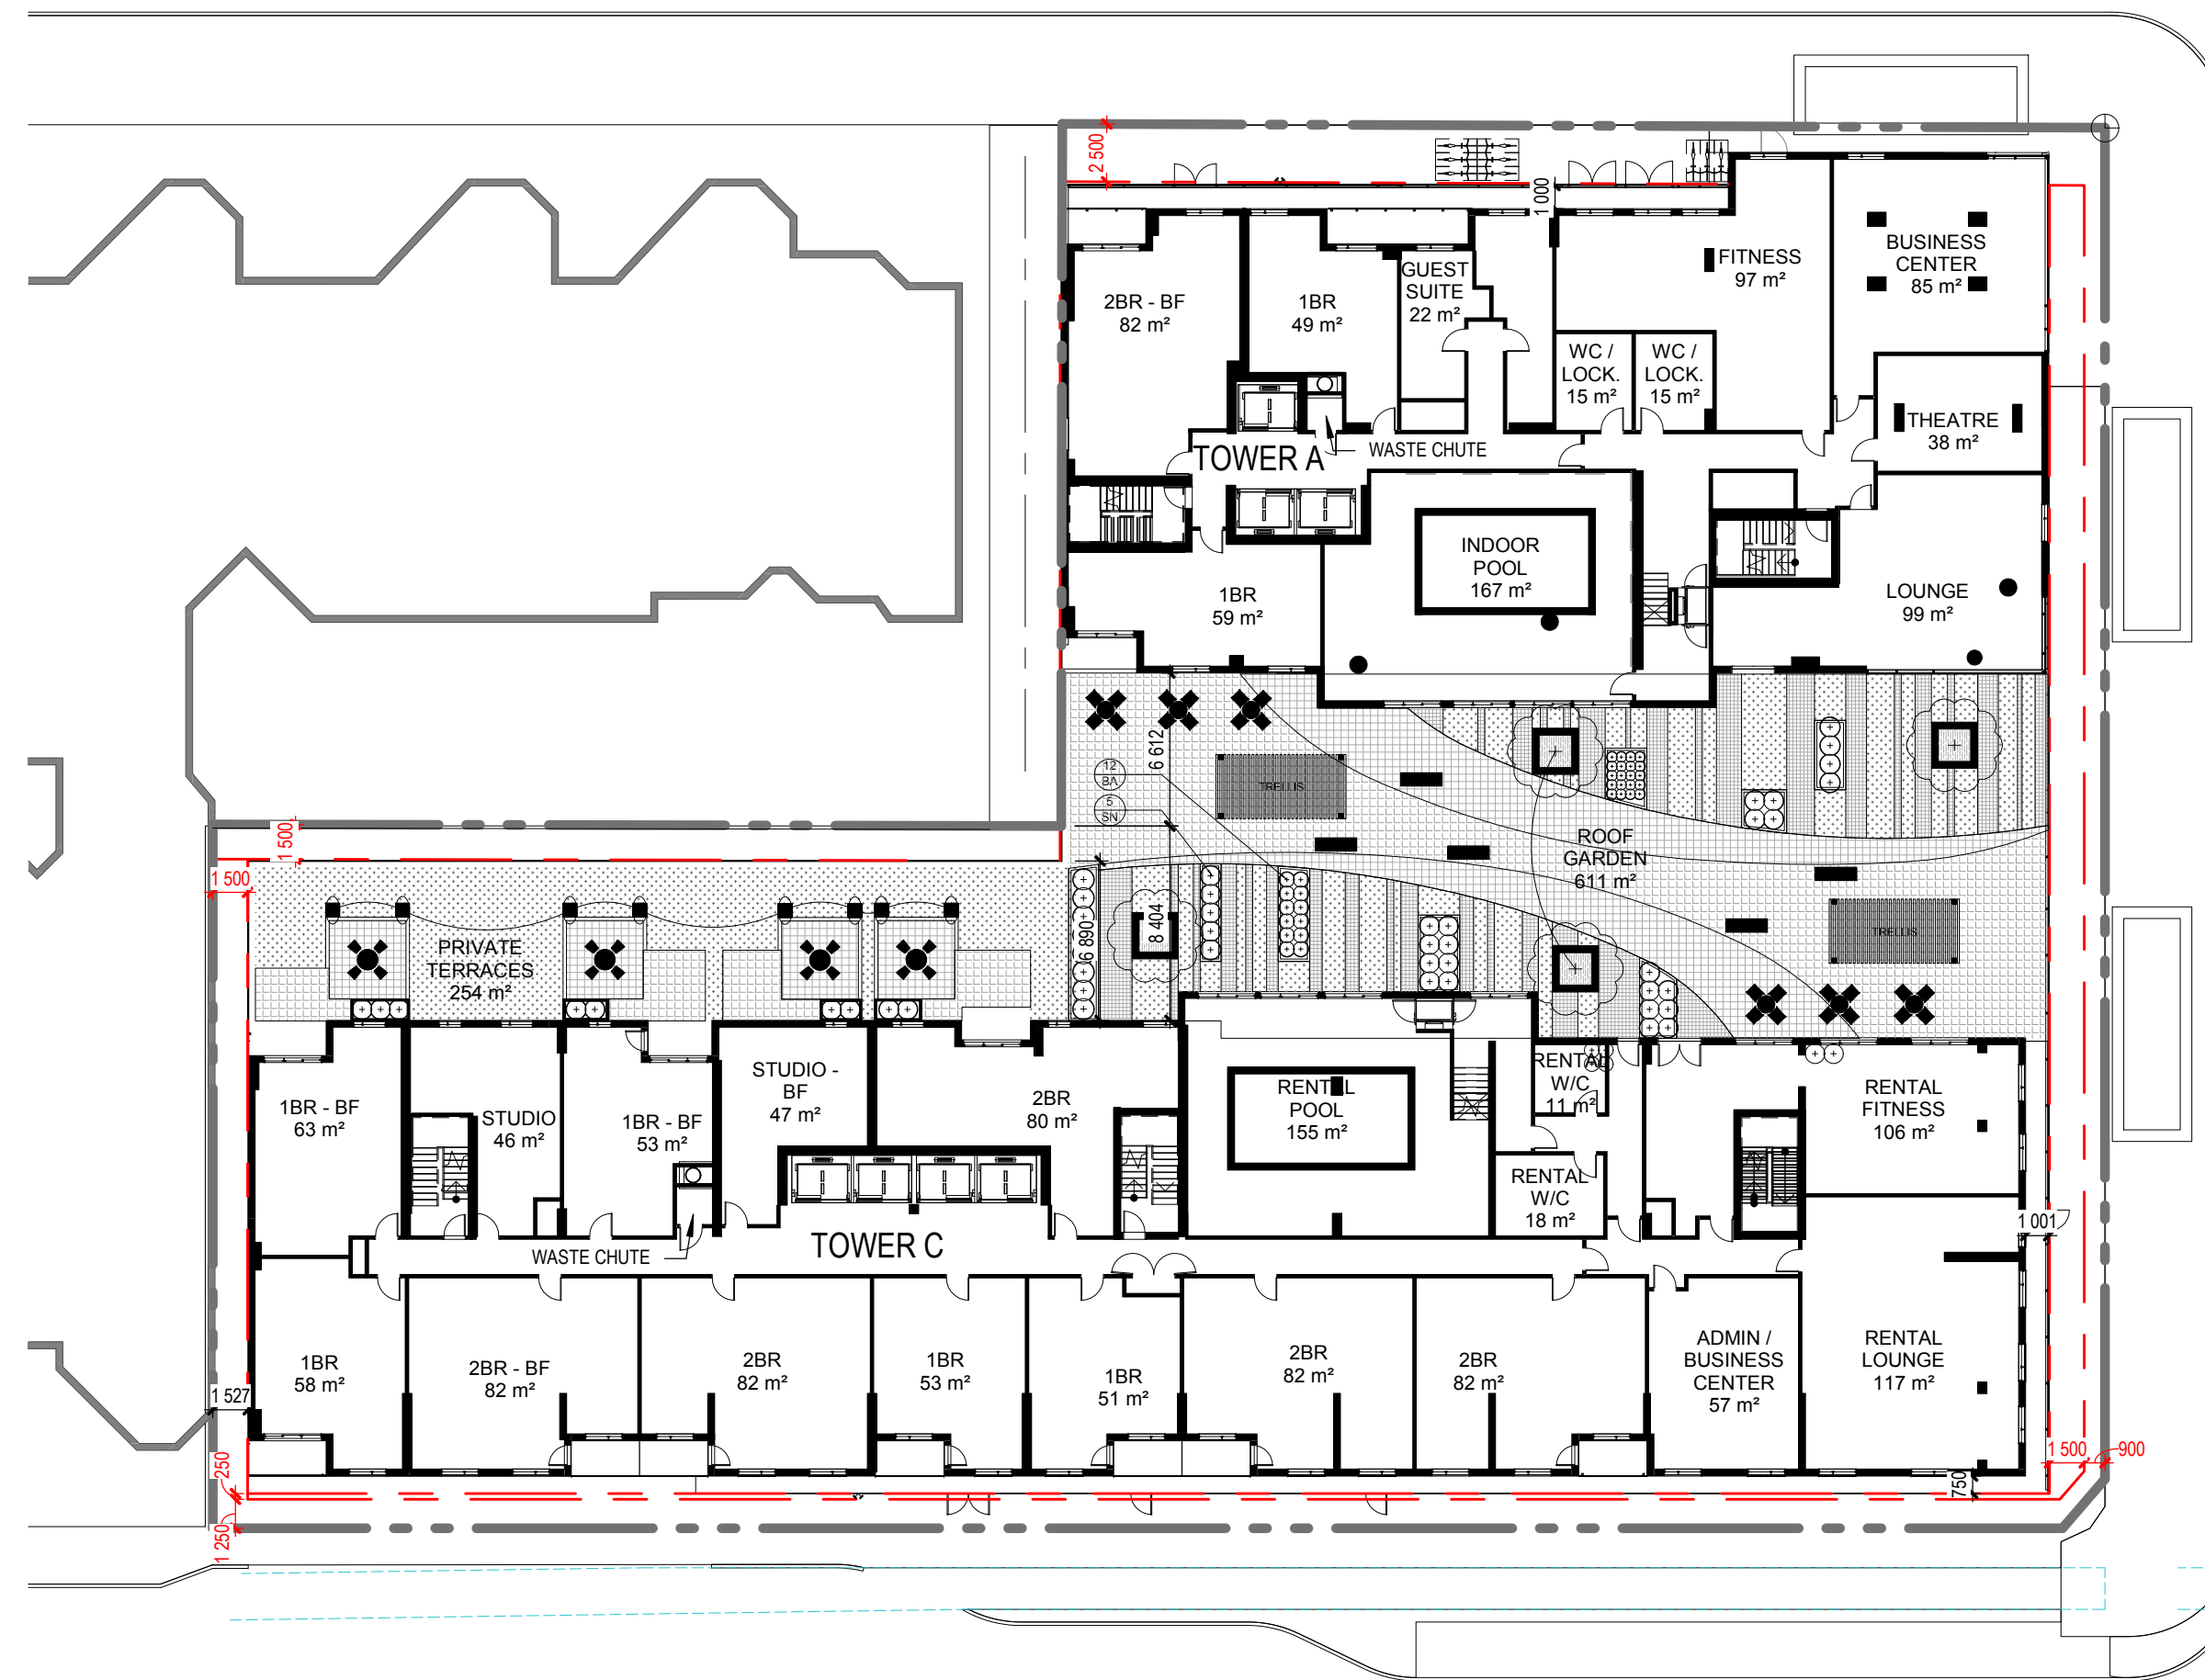 2 500
1 000
BUSINESS
CENTER
85 m²
FITNESS
97 m²
GUEST
SUITE
22 m²
2BR - BF
82 m²
1BR
49 m²
WC /
LOCK.
15 m²
WC /
LOCK.
15 m²
THEATRE
38 m²
TOWER A
WASTE CHUTE
INDOOR
POOL
167 m²
1BR
59 m²
LOUNGE
99 m²
6 612
12
BA
5
SN
TRELLIS
ROOF
GARDEN
611 m²
1 500
1 500
6 890
8 404
TRELLIS
PRIVATE
TERRACES
254 m²
1BR - BF
63 m²
STUDIO
46 m²
1BR - BF
53 m²
STUDIO -
BF
47 m²
2BR
80 m²
RENTAL
POOL
155 m²
RENTAL
W/C
11 m²
RENTAL
W/C
18 m²
RENTAL
FITNESS
106 m²
1 001
WASTE CHUTE
TOWER C
1BR
58 m²
2BR - BF
82 m²
2BR
82 m²
1BR
53 m²
1BR
51 m²
2BR
82 m²
2BR
82 m²
ADMIN /
BUSINESS
CENTER
57 m²
RENTAL
LOUNGE
117 m²
1 527
250
1 250
750
1 500
900